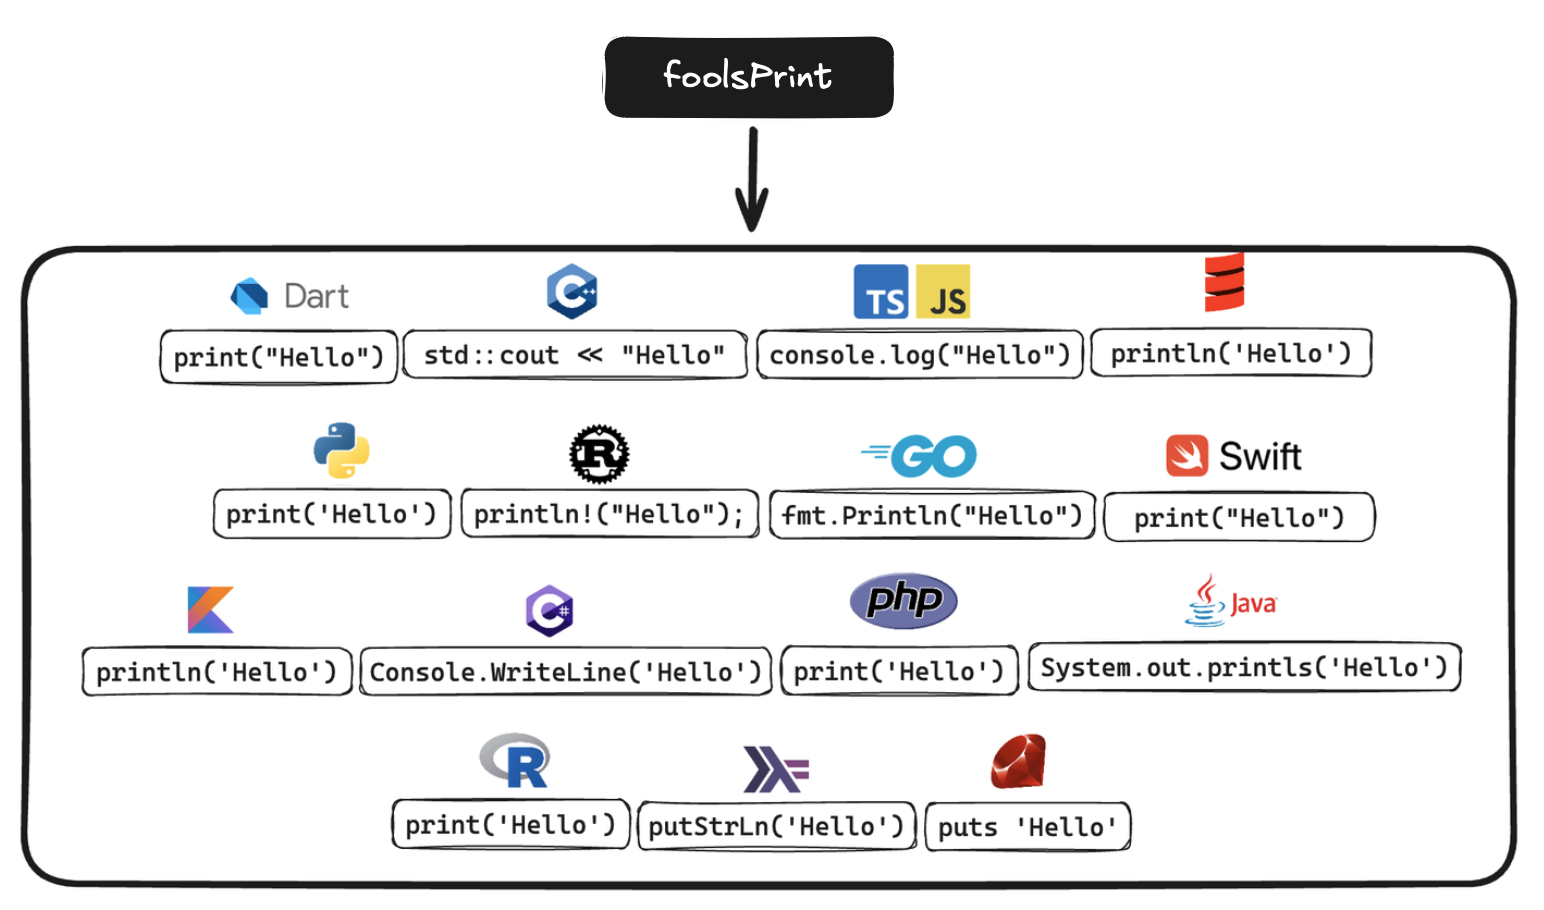 foolsPrint
Dart
C++
TS JS
print("Hello")
std::cout << "Hello"
console.log("Hello")
println('Hello')
R
GO
Swift
print('Hello')
println!("Hello");
fmt.Println("Hello")
print("Hello")
C#
php
Java
println('Hello')
Console.WriteLine('Hello')
print('Hello')
System.out.printls('Hello')
R
print('Hello')
putStrLn('Hello')
puts 'Hello'